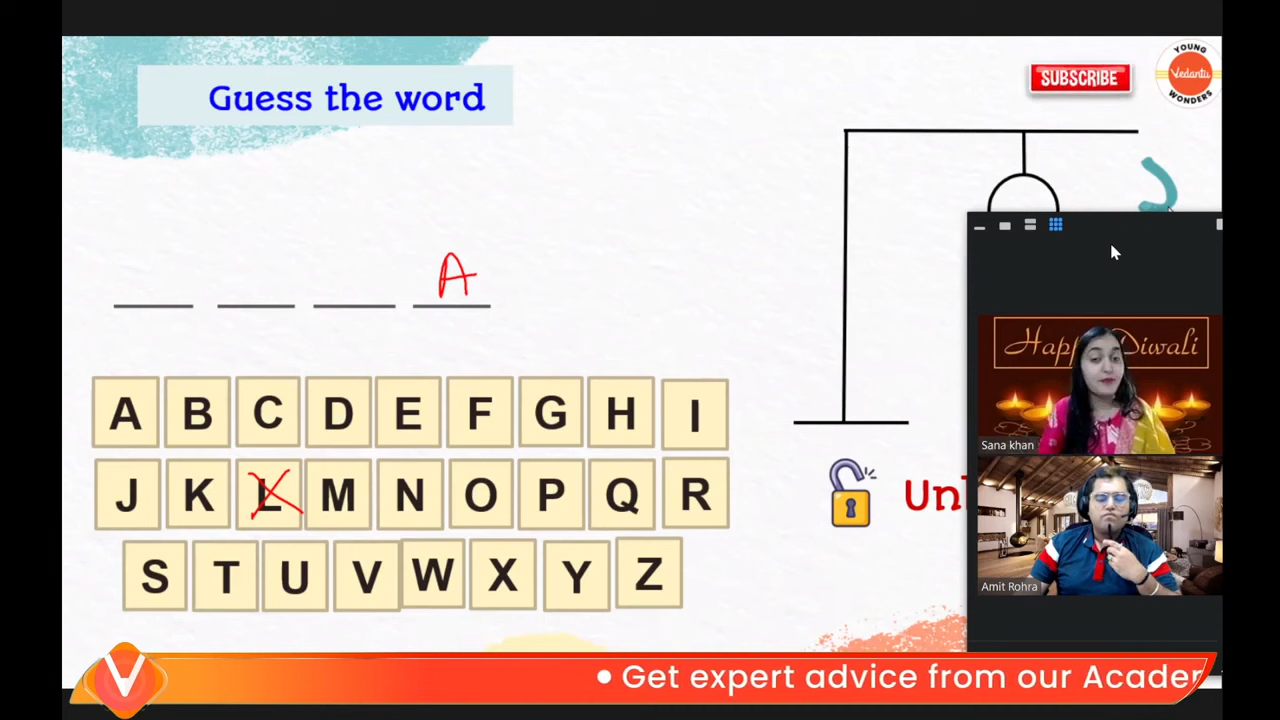 Guess the word
SUBSCRIBE
YOUNG
Vedantu
WONDERS
A
A B C D E F G H I
J K L M N O P Q R
S T U V W X Y Z
Happy Diwali
Sana khan
Amit Rohra
Unl
V
• Get expert advice from our Acader